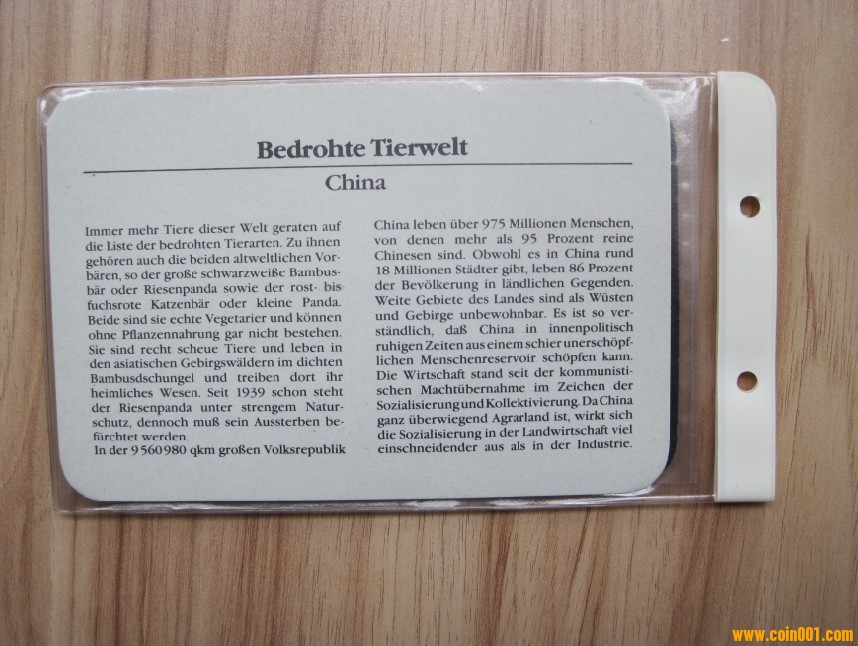 Bedrohte Tierwelt
China
Immer mehr Tiere dieser Welt geraten auf
die Liste der bedrohten Tierarten. Zu ihnen
gehören auch die beiden altweltlichen Vor-
bären, so der große schwarzweiße Bambus-
bär oder Riesenpanda sowie der rost- bis
fuchsrote Katzenbär oder kleine Panda.
Beide sind sie echte Vegetarier und können
ohne Pflanzennahrung gar nicht bestehen.
Sie sind recht scheue Tiere und leben in
den asiatischen Gebirgswäldern im dichten
Bambusdschungel und treiben dort ihr
heimliches Wesen. Seit 1939 schon steht
der Riesenpanda unter strengem Natur-
schutz, dennoch muß sein Aussterben be-
fürchtet werden
In der 9560980 qkm großen Volksrepublik
China leben über 975 Millionen Menschen,
von denen mehr als 95 Prozent reine
Chinesen sind. Obwohl es in China rund
18 Millionen Städter gibt, leben 86 Prozent
der Bevölkerung in ländlichen Gegenden.
Weite Gebiete des Landes sind als Wüsten
und Gebirge unbewohnbar. Es ist so ver-
ständlich, daß China in innenpolitisch
ruhigen Zeiten aus einem schier unerschöpf-
lichen Menschenreservoir schöpfen kann.
Die Wirtschaft stand seit der kommunisti-
schen Machtübernahme im Zeichen der
Sozialisierung und Kollektivierung. Da China
ganz überwiegend Agrarland ist, wirkt sich
die Sozialisierung in der Landwirtschaft viel
einschneidender aus als in der Industrie.
www.coin001.com